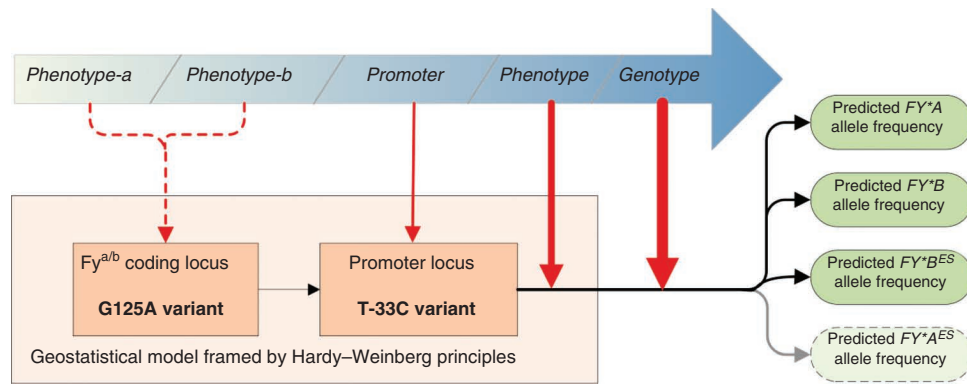 Phenotype-a Phenotype-b Promoter Phenotype Genotype
Predicted FY*A
allele frequency
Predicted FY*B
allele frequency
Fy^a/b coding locus
G125A variant
Promoter locus
T-33C variant
Predicted FY*B^ES
allele frequency
Predicted FY*A^ES
allele frequency
Geostatistical model framed by Hardy–Weinberg principles